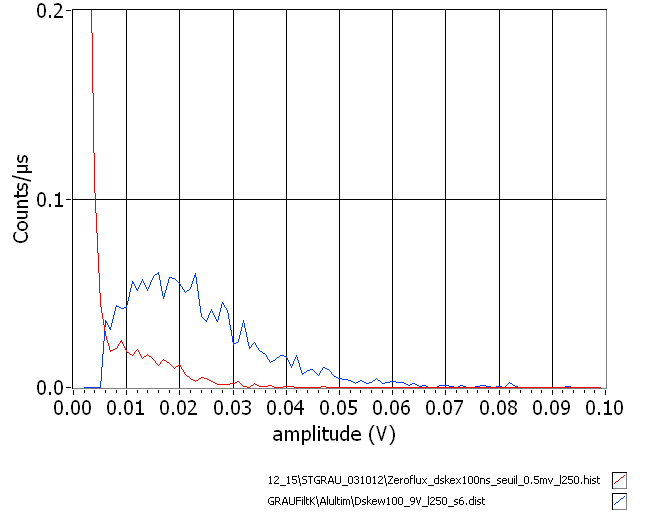 0.2
0.1
0.0
Counts/µs
0.00 0.01 0.02 0.03 0.04 0.05 0.06 0.07 0.08 0.09 0.10
amplitude (V)
12_15\STGRAU_031012\Zeroflux_dskex100ns_seuil_0.5mv_l250.hist
GRAUFiltK\Alultim\Dskew100_9V_l250_s6.dist